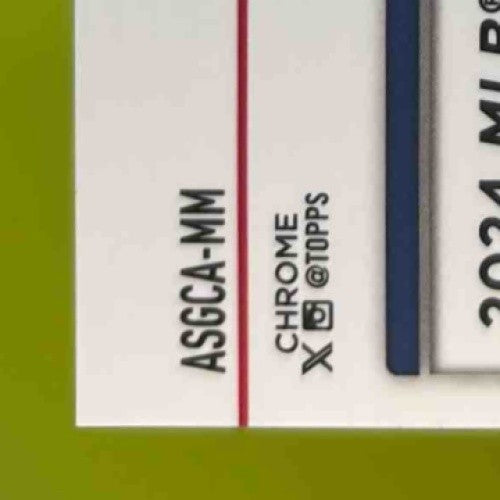 ASGCA-MM
CHROME
X @TOPPS
2024 MLB®